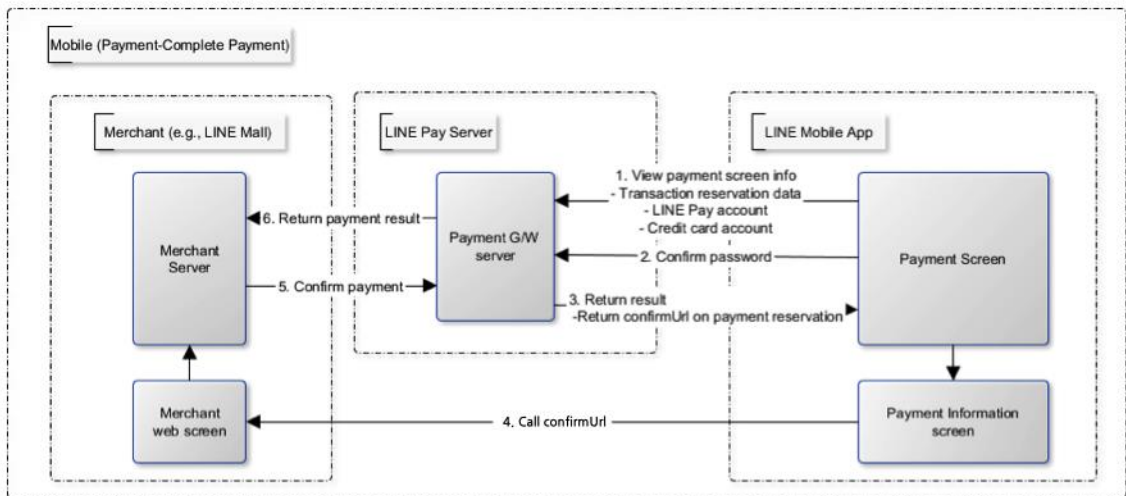 Mobile (Payment-Complete Payment)
Merchant (e.g., LINE Mall)
LINE Pay Server
LINE Mobile App
1. View payment screen info
- Transaction reservation data
- LINE Pay account
- Credit card account
6. Return payment result
Merchant
Server
Payment G/W
server
2. Confirm password
Payment Screen
5. Confirm payment
3. Return result
-Return confirmUrl on payment reservation
Merchant
web screen
4. Call confirmUrl
Payment Information
screen